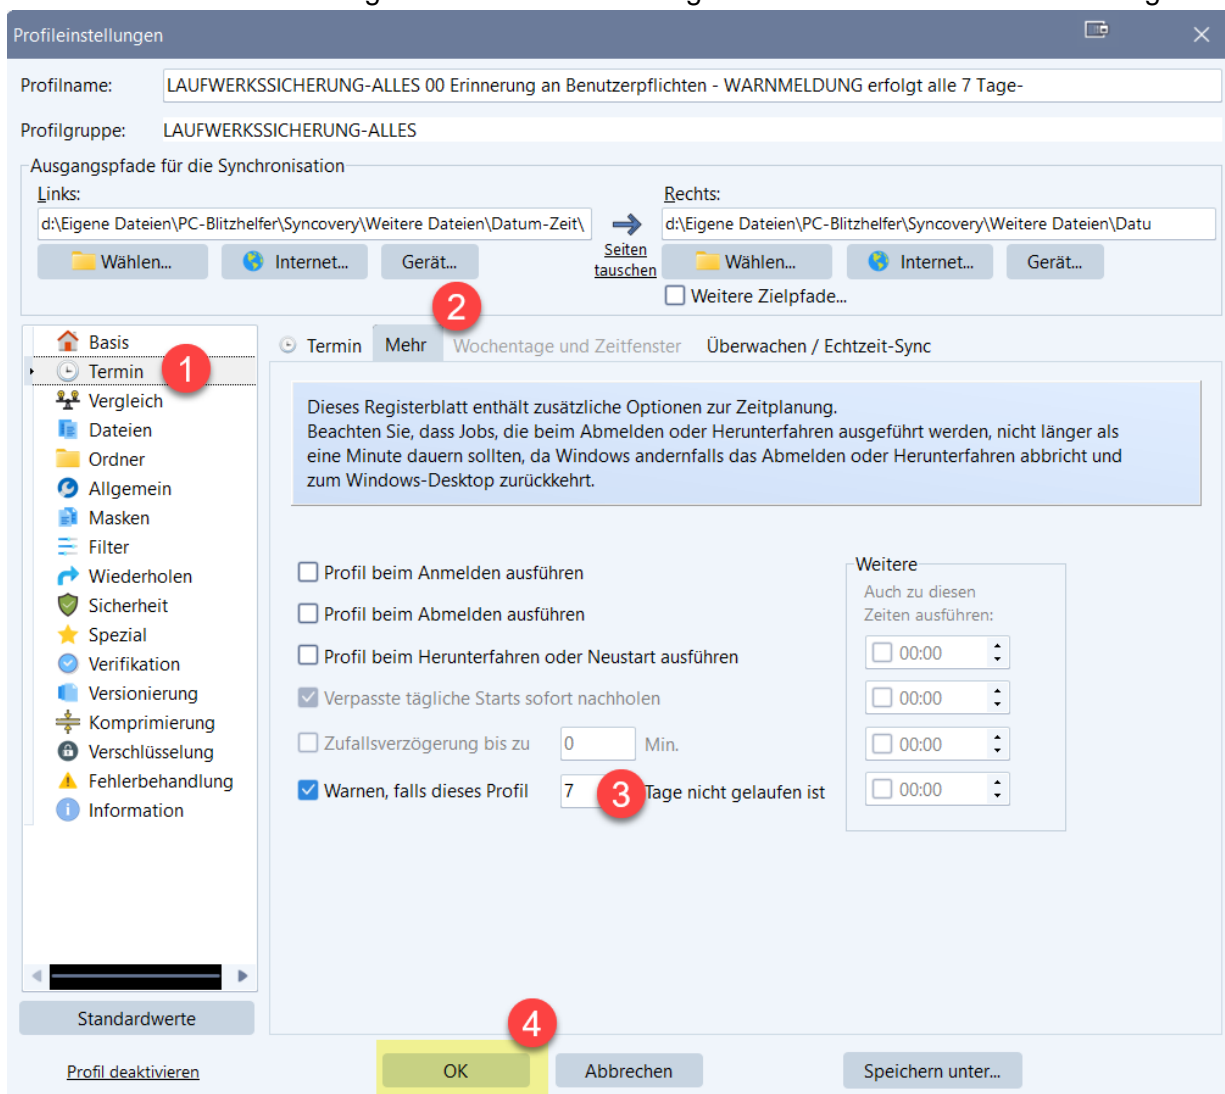 Profileinstellungen
Profilname: LAUFWERKSSICHERUNG-ALLES 00 Erinnerung an Benutzerpflichten - WARNMELDUNG erfolgt alle 7 Tage-
Profilgruppe: LAUFWERKSSICHERUNG-ALLES
Ausgangspfade für die Synchronisation
Links: Rechts:
d:\Eigene Dateien\PC-Blitzhelfer\Syncovery\Weitere Dateien\Datum-Zeit\ d:\Eigene Dateien\PC-Blitzhelfer\Syncovery\Weitere Dateien\Datu
Wählen... Internet... Gerät... Seiten tauschen Wählen... Internet... Gerät...
Weitere Zielpfade...
2
Basis
Termin
1
Vergleich
Dateien
Ordner
Allgemein
Masken
Filter
Wiederholen
Sicherheit
Spezial
Verifikation
Versionierung
Komprimierung
Verschlüsselung
Fehlerbehandlung
Information
Standardwerte
Profil deaktivieren
Termin Mehr Wochentage und Zeitfenster Überwachen / Echtzeit-Sync
Dieses Registerblatt enthält zusätzliche Optionen zur Zeitplanung.
Beachten Sie, dass Jobs, die beim Abmelden oder Herunterfahren ausgeführt werden, nicht länger als
eine Minute dauern sollten, da Windows andernfalls das Abmelden oder Herunterfahren abbricht und
zum Windows-Desktop zurückkehrt.
Profil beim Anmelden ausführen
Profil beim Abmelden ausführen
Profil beim Herunterfahren oder Neustart ausführen
Verpasste tägliche Starts sofort nachholen
Zufallsverzögerung bis zu 0 Min.
Warnen, falls dieses Profil 7 3 Tage nicht gelaufen ist
Weitere
Auch zu diesen
Zeiten ausführen:
00:00
00:00
00:00
00:00
4
OK Abbrechen Speichern unter...